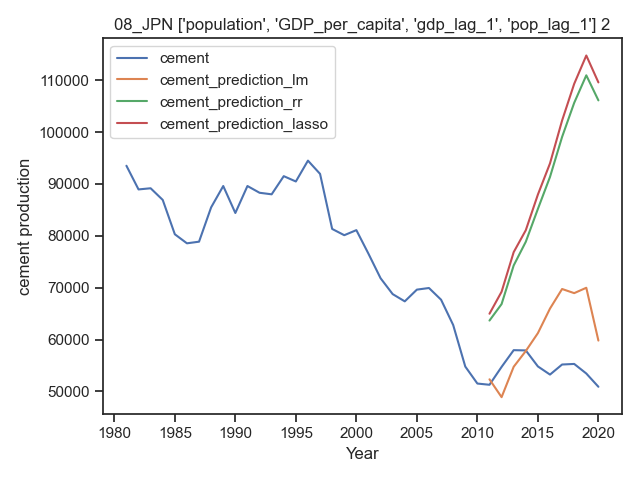 08_JPN ['population', 'GDP_per_capita', 'gdp_lag_1', 'pop_lag_1'] 2
cement
cement_prediction_lm
cement_prediction_rr
cement_prediction_lasso
cement production
110000
100000
90000
80000
70000
60000
50000
1980 1985 1990 1995 2000 2005 2010 2015 2020
Year